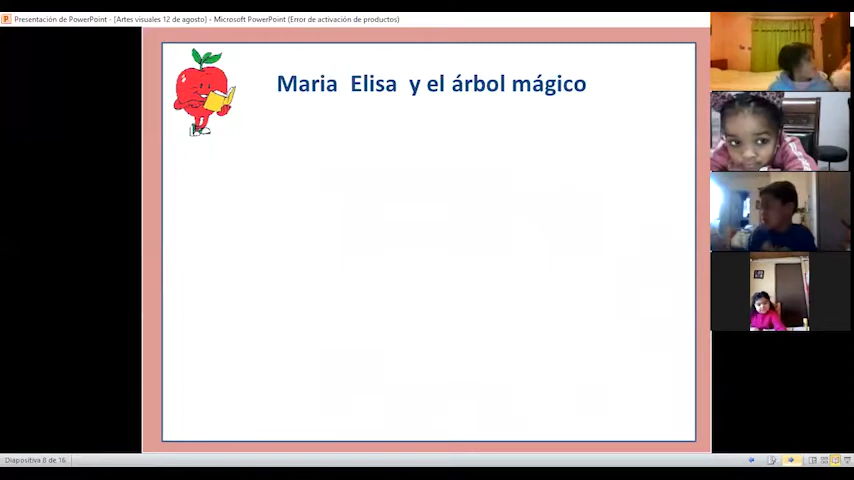 Presentación de PowerPoint - [Artes visuales 12 de agosto] - Microsoft PowerPoint (Error de activación de productos)
Maria Elisa y el árbol mágico
Diapositiva 8 de 16